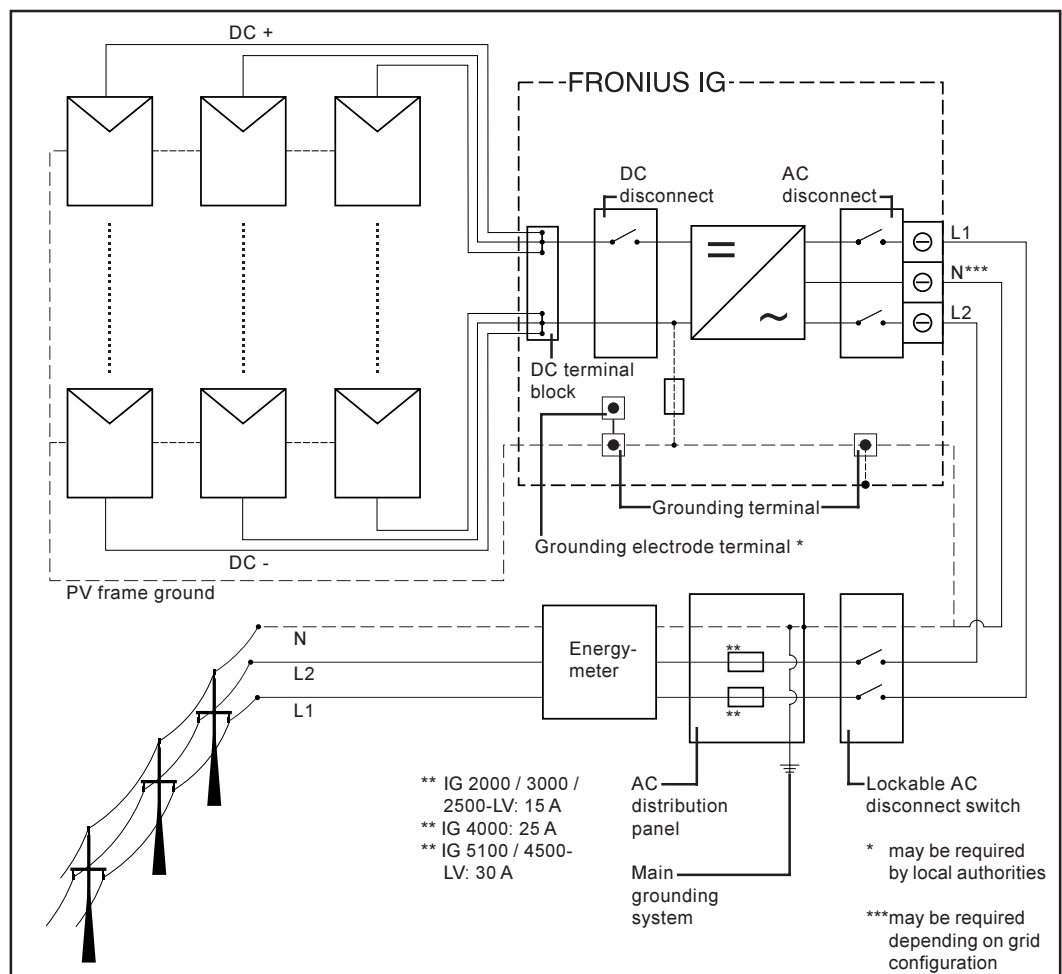 DC +
FRONIUS IG
DC
disconnect
AC
disconnect
L1
N***
L2
DC terminal
block
Grounding terminal
Grounding electrode terminal *
DC -
PV frame ground
N
L2
L1
Energy-
meter
**
**
** IG 2000 / 3000 /
2500-LV: 15 A
** IG 4000: 25 A
** IG 5100 / 4500-
LV: 30 A
AC
distribution
panel
Main
grounding
system
Lockable AC
disconnect switch
* may be required
by local authorities
***may be required
depending on grid
configuration